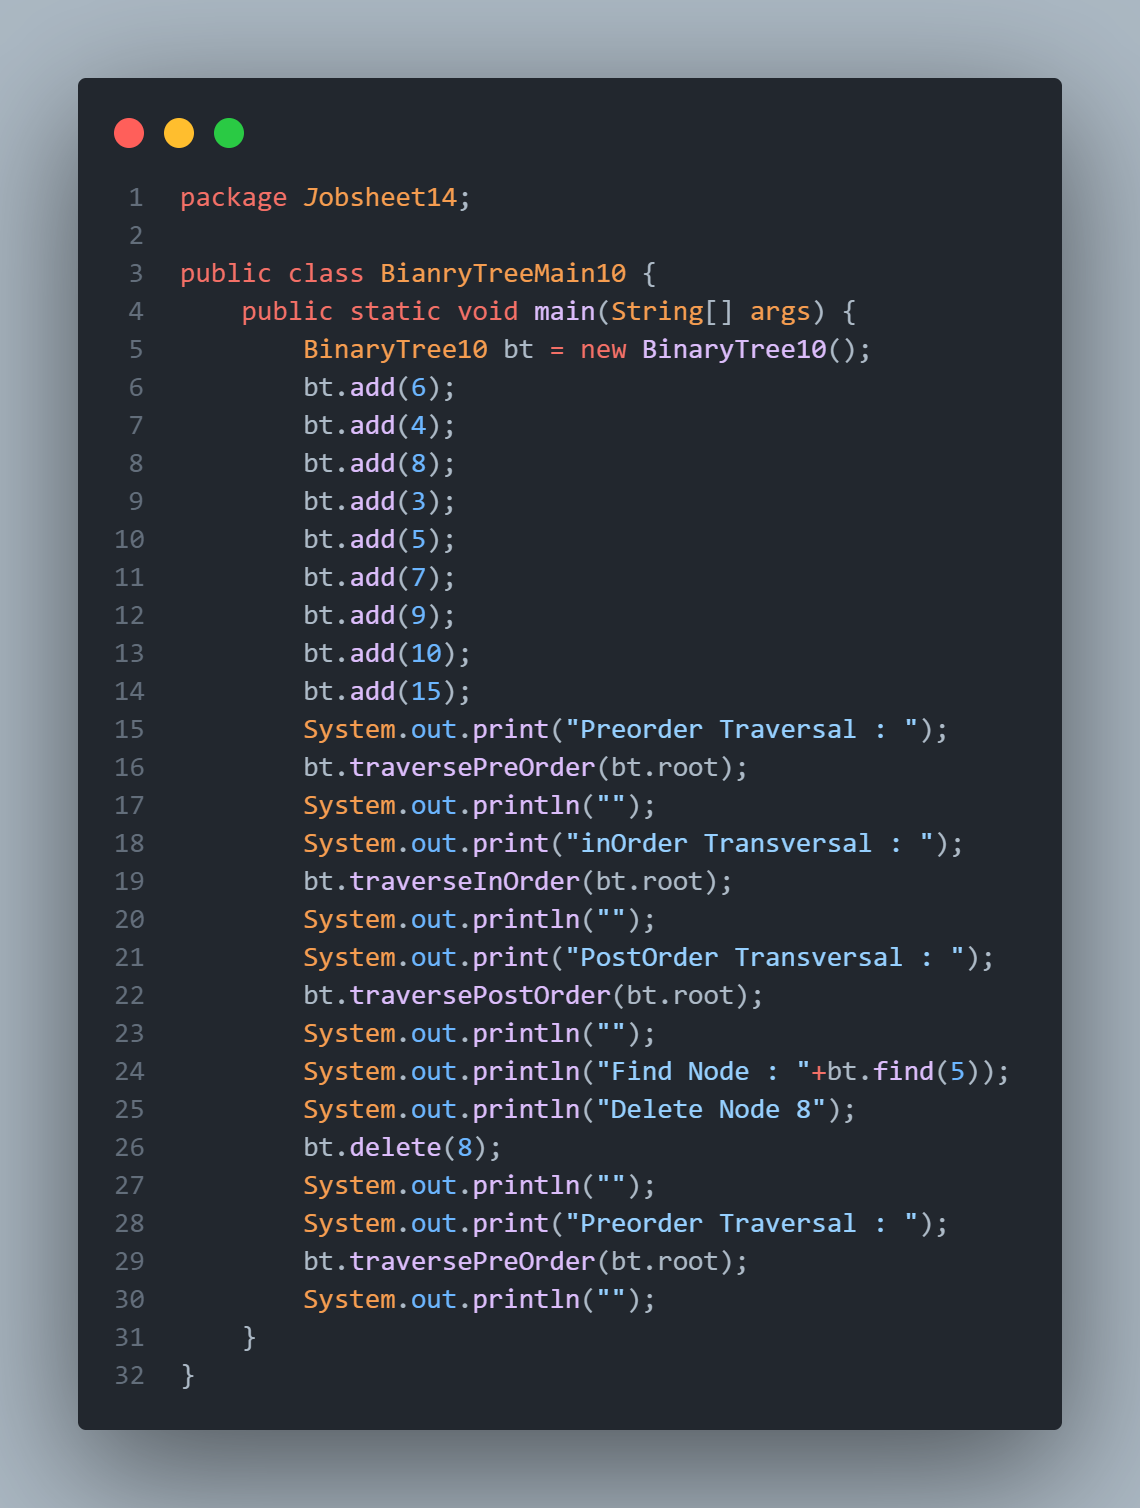 1 package Jobsheet14;
2
3 public class BianryTreeMain10 {
4     public static void main(String[] args) {
5         BinaryTree10 bt = new BinaryTree10();
6         bt.add(6);
7         bt.add(4);
8         bt.add(8);
9         bt.add(3);
10         bt.add(5);
11         bt.add(7);
12         bt.add(9);
13         bt.add(10);
14         bt.add(15);
15         System.out.print("Preorder Traversal : ");
16         bt.traversePreOrder(bt.root);
17         System.out.println("");
18         System.out.print("inOrder Transversal : ");
19         bt.traverseInOrder(bt.root);
20         System.out.println("");
21         System.out.print("PostOrder Transversal : ");
22         bt.traversePostOrder(bt.root);
23         System.out.println("");
24         System.out.println("Find Node : "+bt.find(5));
25         System.out.println("Delete Node 8");
26         bt.delete(8);
27         System.out.println("");
28         System.out.print("Preorder Traversal : ");
29         bt.traversePreOrder(bt.root);
30         System.out.println("");
31     }
32 }